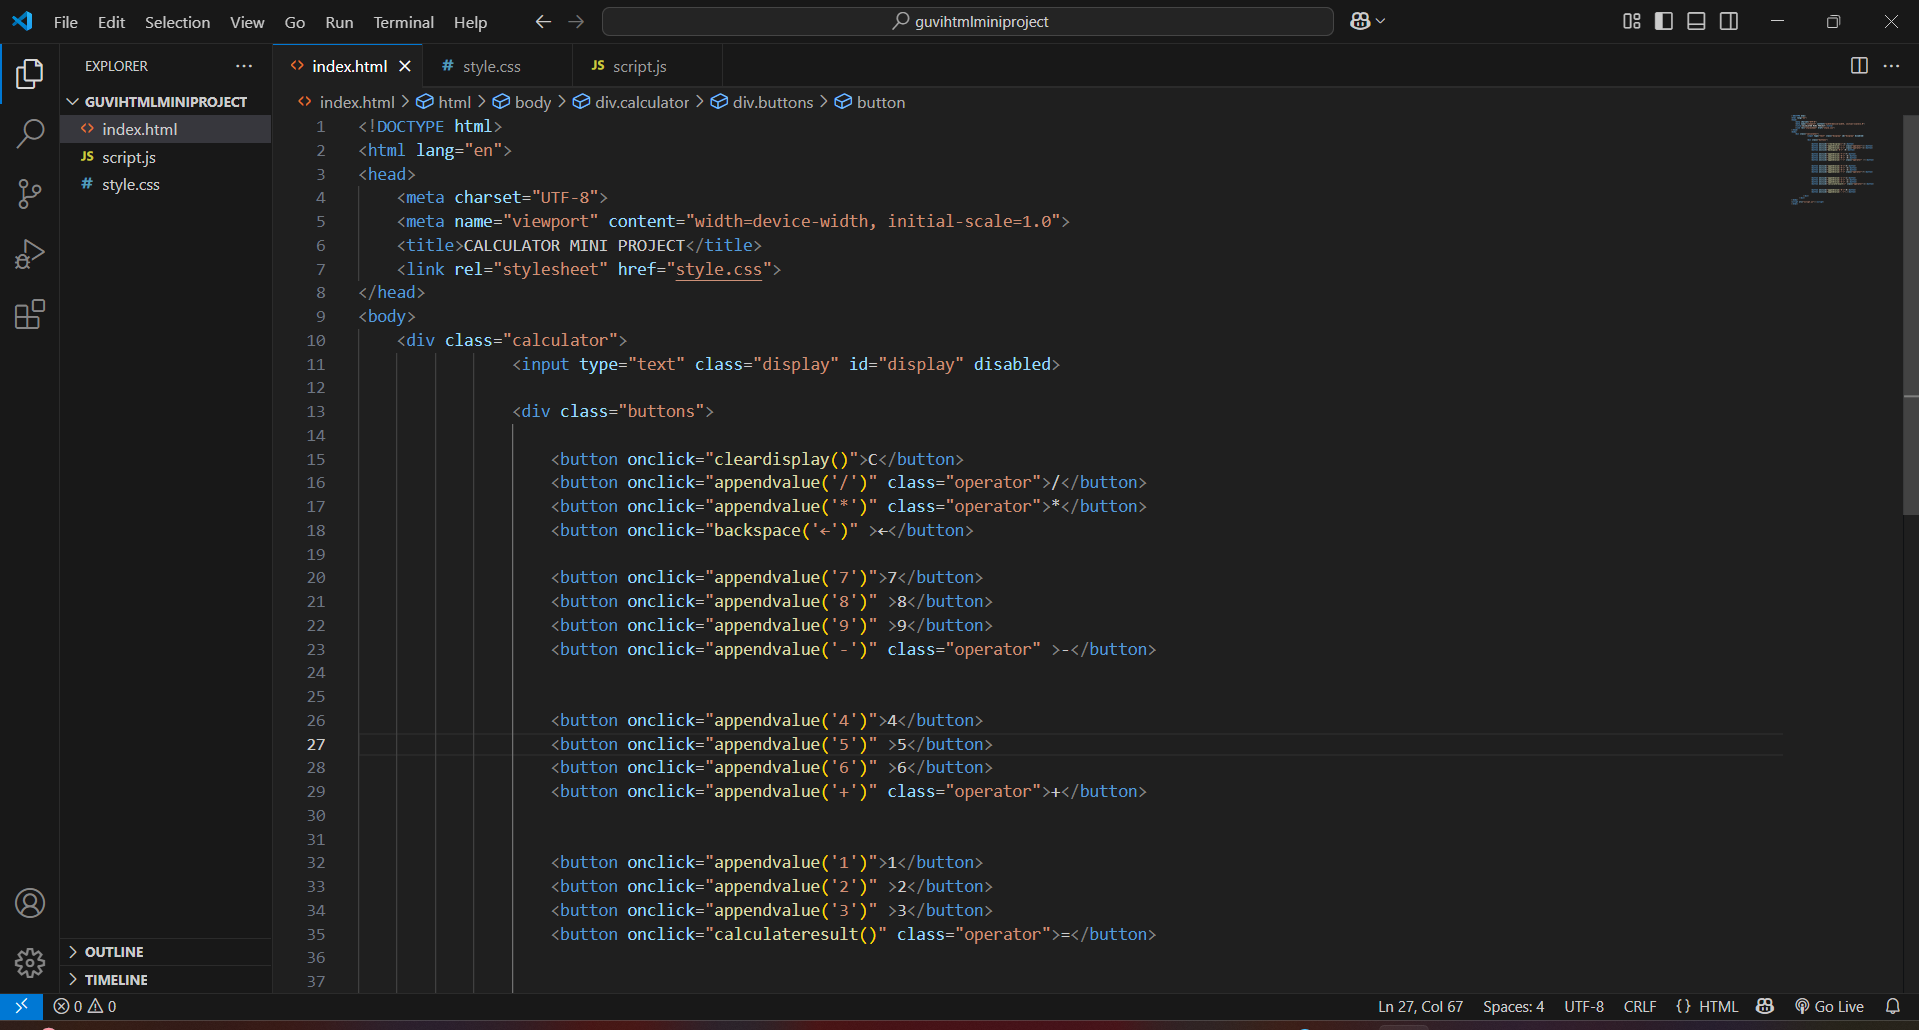 File Edit Selection View Go Run Terminal Help guvihtmlminiproject
EXPLORER
index.html
style.css
JS script.js
GUVIHTMLMINIPROJECT
index.html
JS script.js
# style.css
OUTLINE
TIMELINE
index.html > html > body > div.calculator > div.buttons > button
1 <!DOCTYPE html>
2 <html lang="en">
3 <head>
4 <meta charset="UTF-8">
5 <meta name="viewport" content="width=device-width, initial-scale=1.0">
6 <title>CALCULATOR MINI PROJECT</title>
7 <link rel="stylesheet" href="style.css">
8 </head>
9 <body>
10 <div class="calculator">
11 <input type="text" class="display" id="display" disabled>
12
13 <div class="buttons">
14
15 <button onclick="cleardisplay()">C</button>
16 <button onclick="appendvalue('/')" class="operator">/</button>
17 <button onclick="appendvalue('*')" class="operator">*</button>
18 <button onclick="backspace('←')" >←</button>
19
20 <button onclick="appendvalue('7')">7</button>
21 <button onclick="appendvalue('8')" >8</button>
22 <button onclick="appendvalue('9')" >9</button>
23 <button onclick="appendvalue('-')" class="operator" >-</button>
24
25
26 <button onclick="appendvalue('4')">4</button>
27 <button onclick="appendvalue('5')" >5</button>
28 <button onclick="appendvalue('6')" >6</button>
29 <button onclick="appendvalue('+')" class="operator">+</button>
30
31
32 <button onclick="appendvalue('1')">1</button>
33 <button onclick="appendvalue('2')" >2</button>
34 <button onclick="appendvalue('3')" >3</button>
35 <button onclick="calculateresult()" class="operator">=</button>
36
37
0 0 Ln 27, Col 67 Spaces: 4 UTF-8 CRLF {} HTML Go Live